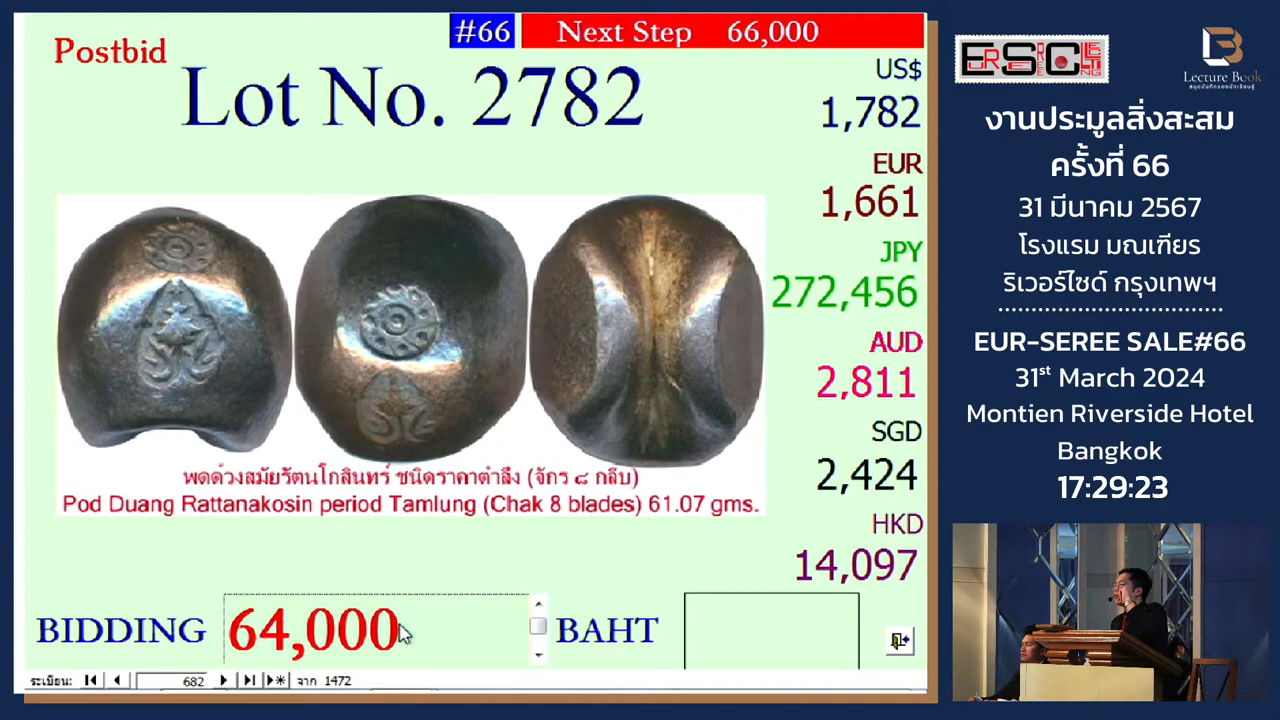 Postbid
#66
Next Step 66,000
Lot No. 2782
US$
1,782
EUR
1,661
JPY
272,456
AUD
2,811
SGD
2,424
HKD
14,097
พดด้วงสมัยรัตนโกสินทร์ ชนิดราคาตำลึง (จักร ๘ กลีบ)
Pod Duang Rattanakosin period Tamlung (Chak 8 blades) 61.07 gms.
BIDDING 64,000 BAHT
ระเบียน: 682 จาก 1472
Lecture Book
งานประมูลสิ่งสะสม
ครั้งที่ 66
31 มีนาคม 2567
โรงแรม มณเฑียร
ริเวอร์ไซด์ กรุงเทพฯ
EUR-SEREE SALE#66
31st March 2024
Montien Riverside Hotel
Bangkok
17:29:23